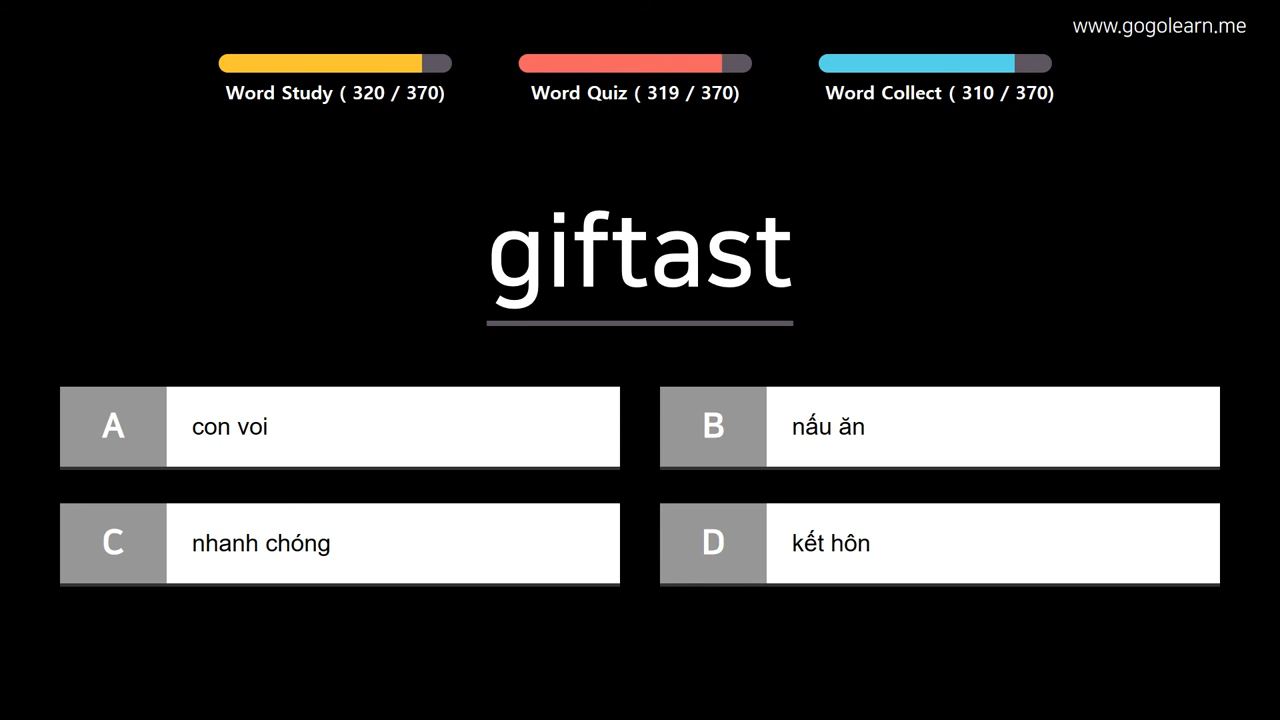 www.gogolearn.me
Word Study ( 320 / 370)
Word Quiz ( 319 / 370)
Word Collect ( 310 / 370)
giftast
A
con voi
B
nấu ăn
C
nhanh chóng
D
kết hôn